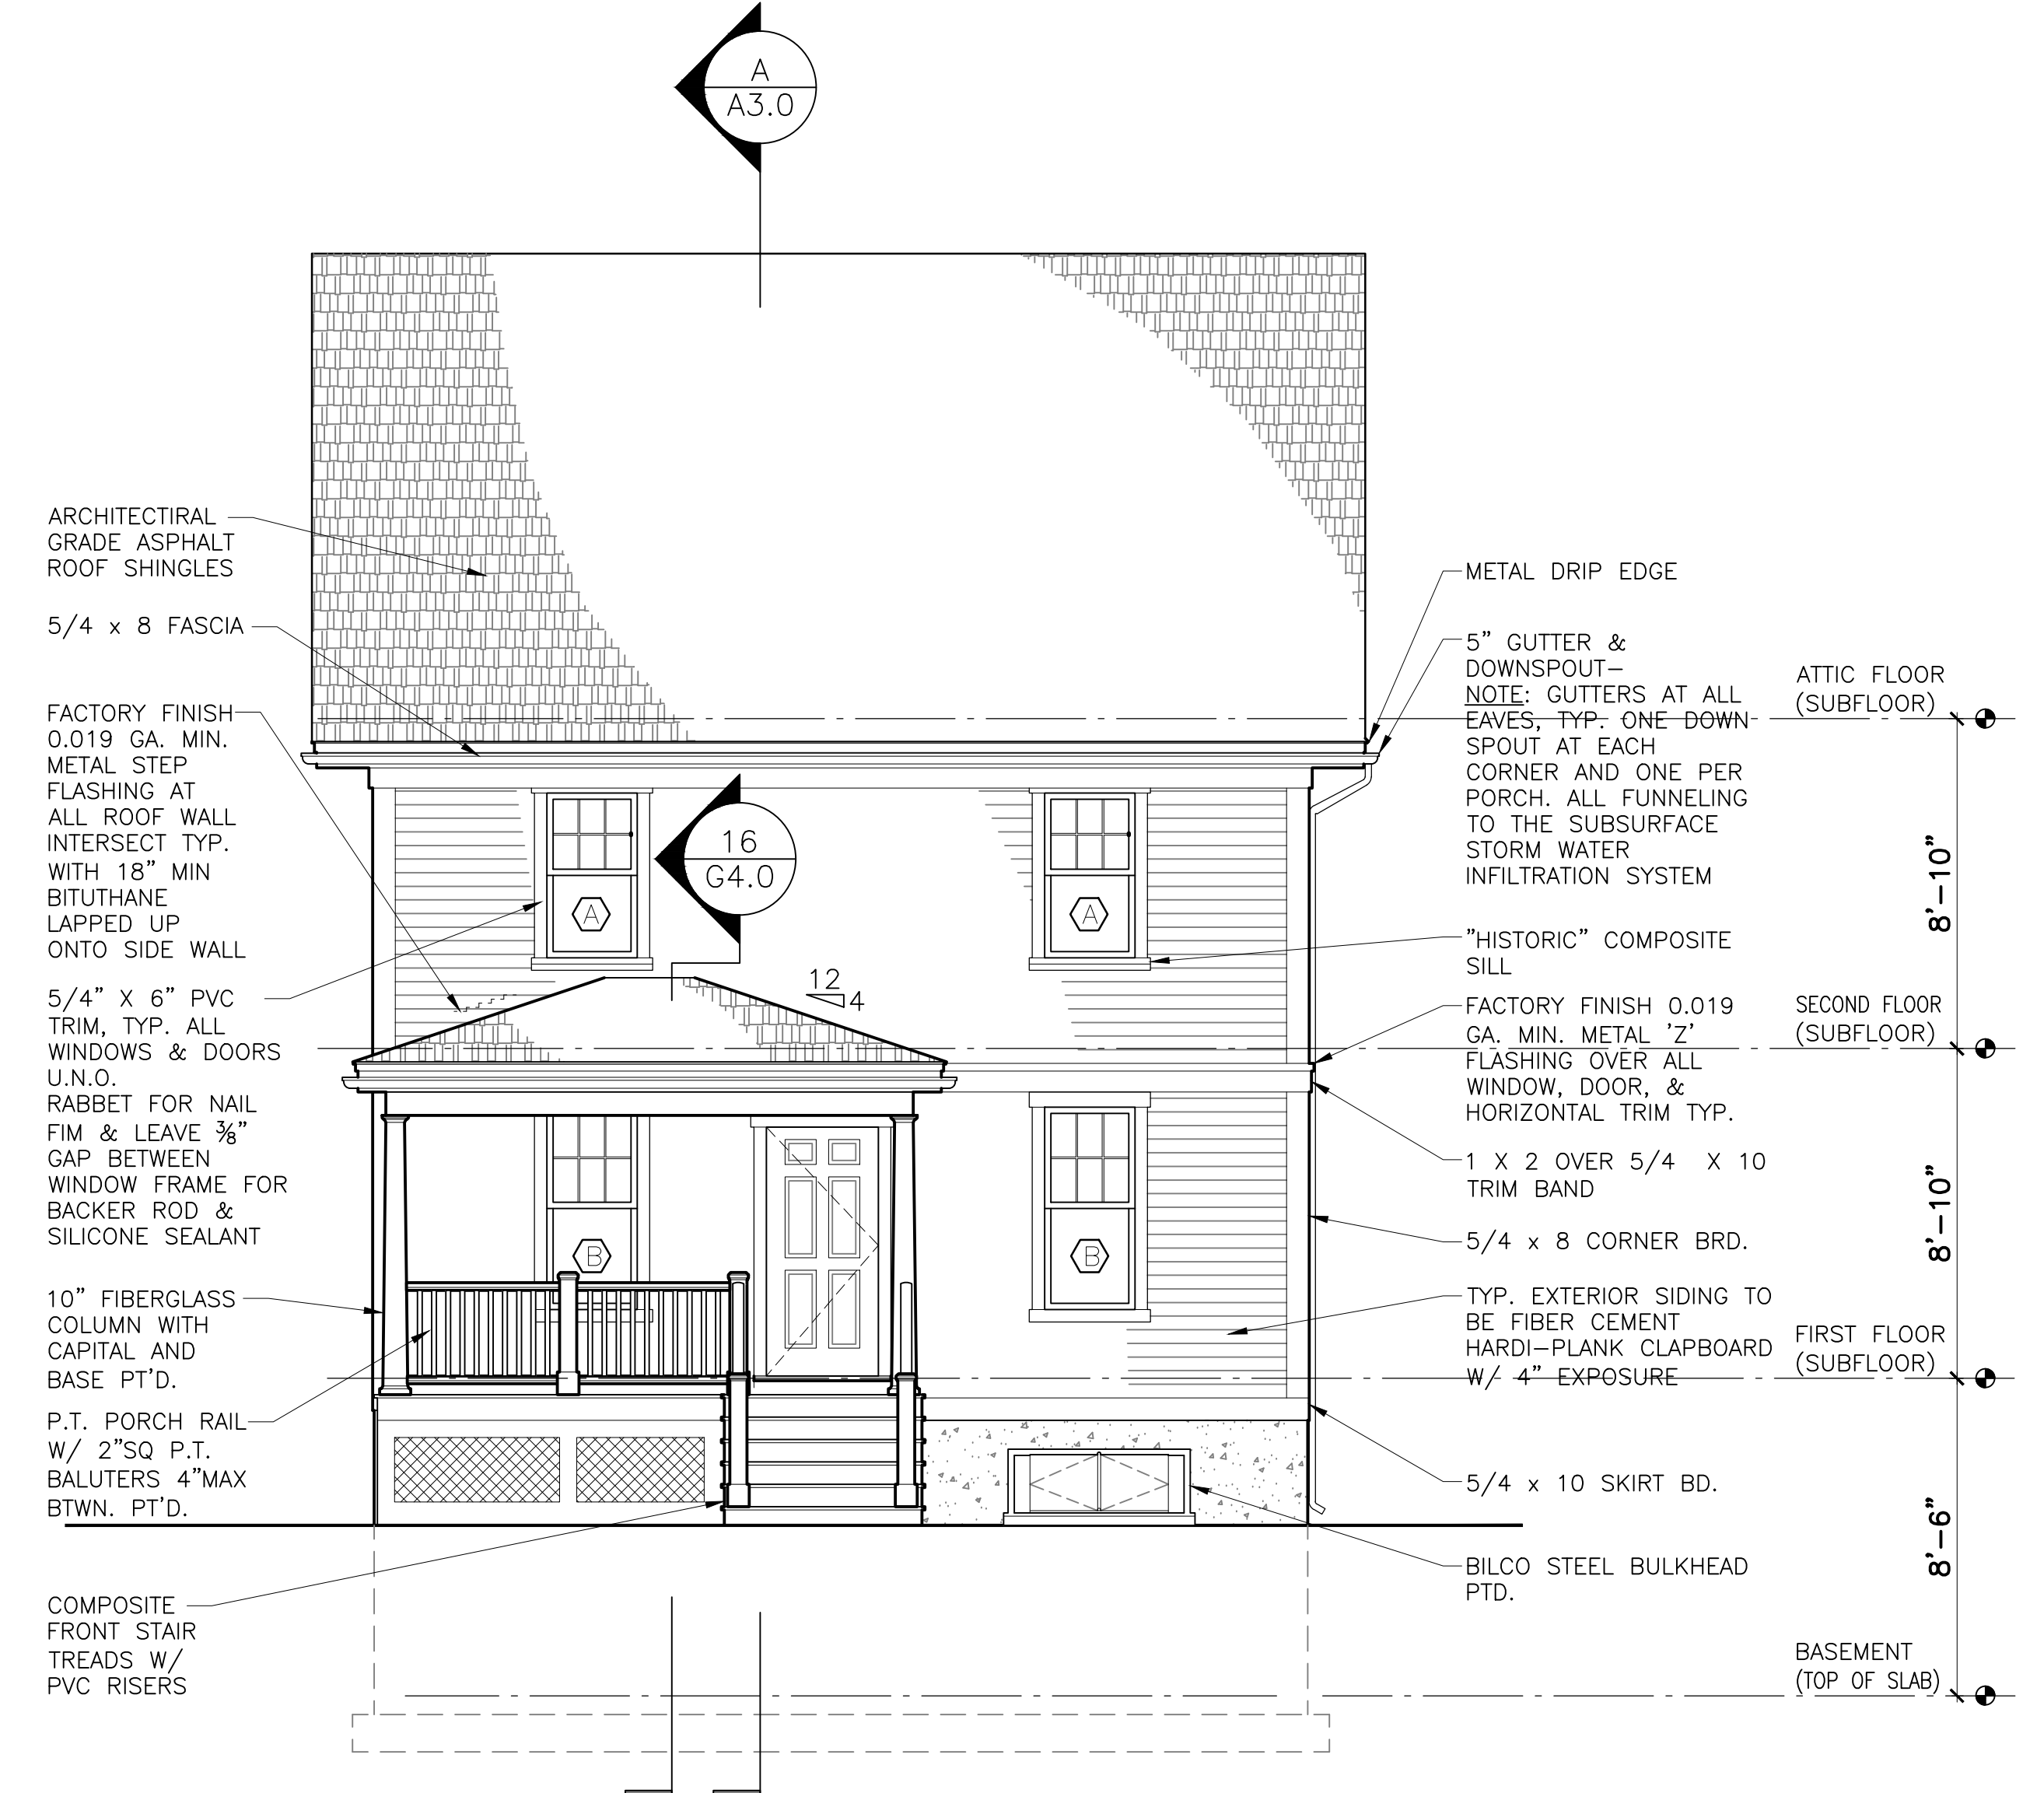 A
A3.0
ARCHITECTIRAL
GRADE ASPHALT
ROOF SHINGLES
5/4 x 8 FASCIA
FACTORY FINISH
0.019 GA. MIN.
METAL STEP
FLASHING AT
ALL ROOF WALL
INTERSECT TYP.
WITH 18" MIN
BITUTHANE
LAPPED UP
ONTO SIDE WALL
5/4" X 6" PVC
TRIM, TYP. ALL
WINDOWS & DOORS
U.N.O.
RABBET FOR NAIL
FIM & LEAVE ⅜"
GAP BETWEEN
WINDOW FRAME FOR
BACKER ROD &
SILICONE SEALANT
10" FIBERGLASS
COLUMN WITH
CAPITAL AND
BASE PT'D.
P.T. PORCH RAIL
W/ 2"SQ P.T.
BALUTERS 4"MAX
BTWN. PT'D.
COMPOSITE
FRONT STAIR
TREADS W/
PVC RISERS
16
G4.0
A
A
12
4
B
B
METAL DRIP EDGE
5" GUTTER &
DOWNSPOUT–
NOTE: GUTTERS AT ALL
EAVES, TYP. ONE DOWN
SPOUT AT EACH
CORNER AND ONE PER
PORCH. ALL FUNNELING
TO THE SUBSURFACE
STORM WATER
INFILTRATION SYSTEM
"HISTORIC" COMPOSITE
SILL
FACTORY FINISH 0.019
GA. MIN. METAL 'Z'
FLASHING OVER ALL
WINDOW, DOOR, &
HORIZONTAL TRIM TYP.
1 X 2 OVER 5/4 X 10
TRIM BAND
5/4 x 8 CORNER BRD.
TYP. EXTERIOR SIDING TO
BE FIBER CEMENT
HARDI–PLANK CLAPBOARD
W/ 4" EXPOSURE
5/4 x 10 SKIRT BD.
BILCO STEEL BULKHEAD
PTD.
ATTIC FLOOR
(SUBFLOOR)
8'–10"
SECOND FLOOR
(SUBFLOOR)
8'–10"
FIRST FLOOR
(SUBFLOOR)
8'–6"
BASEMENT
(TOP OF SLAB)